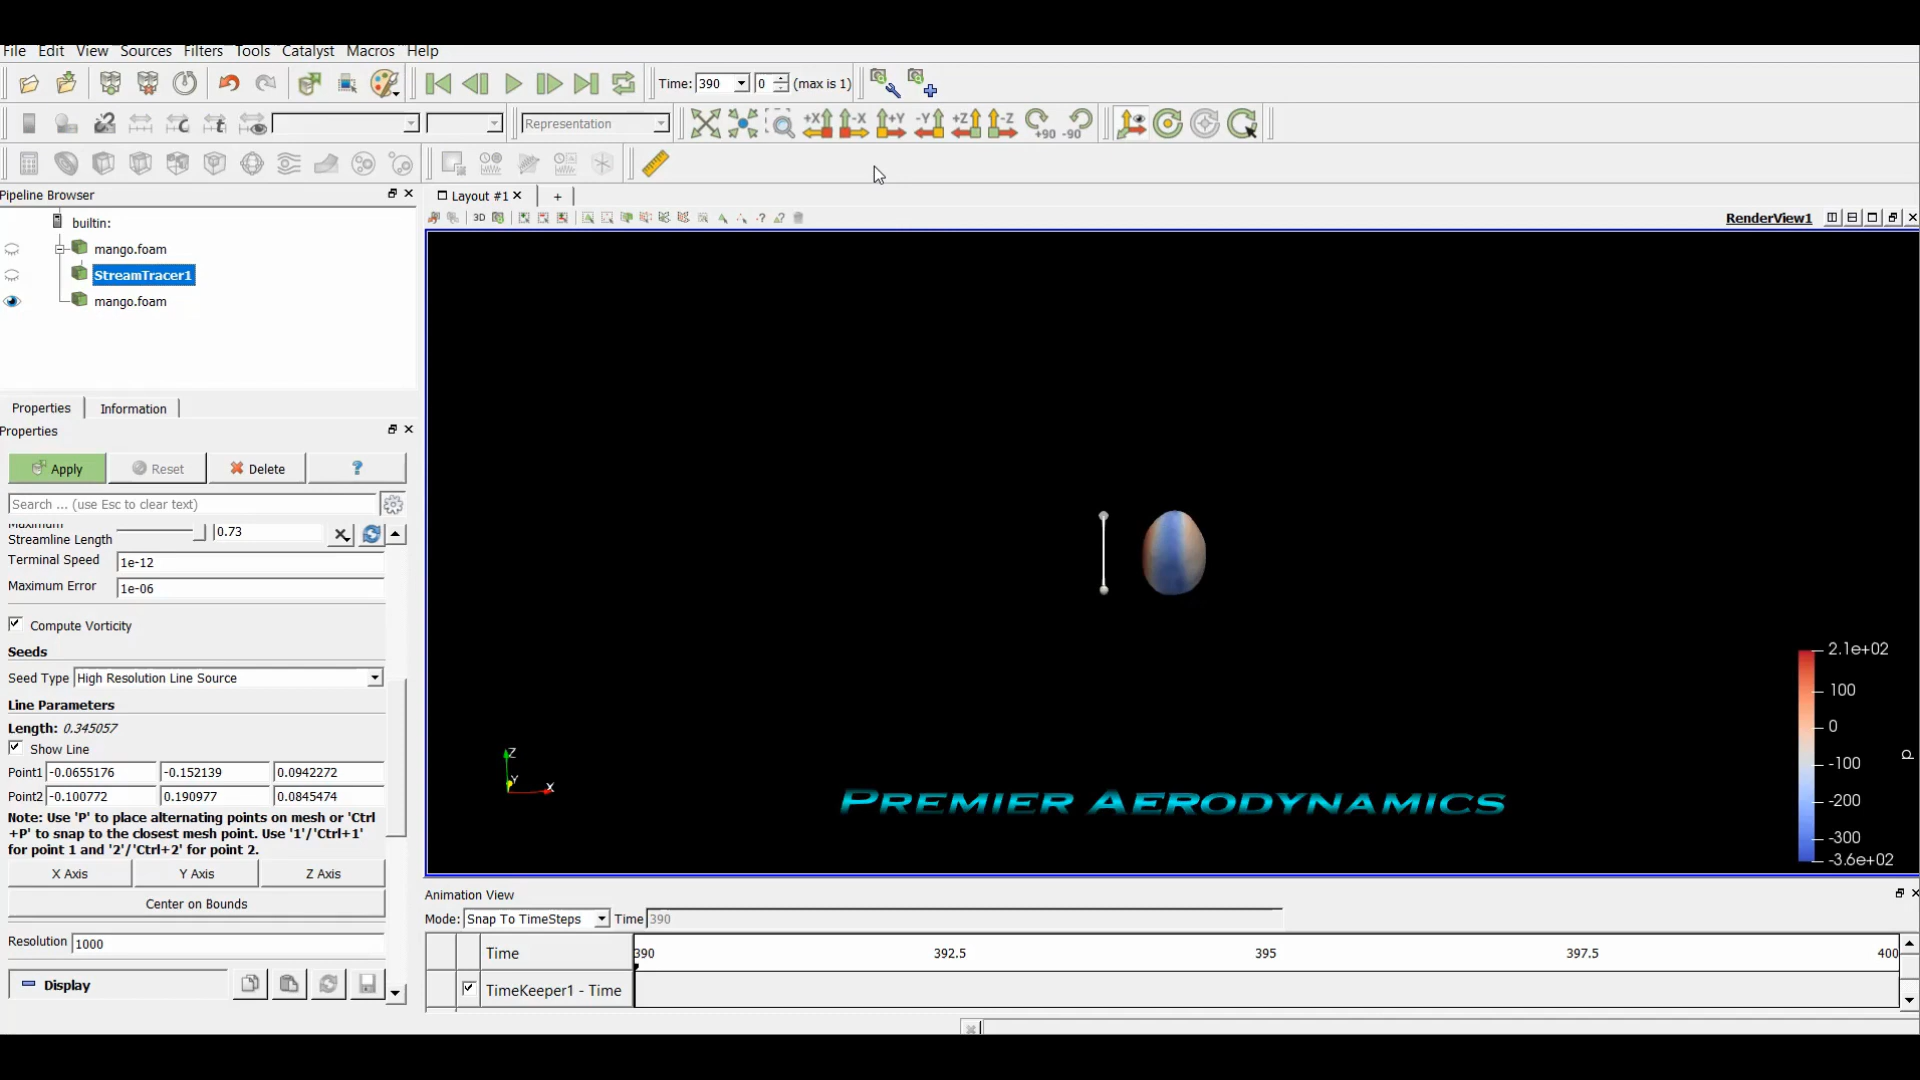 File Edit View Sources Filters Tools Catalyst Macros Help
Time: 390 0 (max is 1)
Representation
+X -X +Y -Y +Z -Z +90 -90
Pipeline Browser
Layout #1
+
3D
RenderView1
builtin:
mango.foam
StreamTracer1
mango.foam
Properties Information
Properties
Apply Reset Delete ?
Search ... (use Esc to clear text)
Maximum
Streamline Length 0.73
Terminal Speed 1e-12
Maximum Error 1e-06
Compute Vorticity
Seeds
Seed Type High Resolution Line Source
Line Parameters
Length: 0.345057
Show Line
Point1 -0.0655176 -0.152139 0.0942272
Point2 -0.100772 0.190977 0.0845474
Note: Use 'P' to place alternating points on mesh or 'Ctrl
+P' to snap to the closest mesh point. Use '1'/'Ctrl+1'
for point 1 and '2'/'Ctrl+2' for point 2.
X Axis Y Axis Z Axis
Center on Bounds
Resolution 1000
Display
Z
Y
X
2.1e+02
100
0
-100
-200
-300
-3.6e+02
p
Premier Aerodynamics
Animation View
Mode: Snap To TimeSteps Time 390
Time 390 392.5 395 397.5 400
TimeKeeper1 - Time